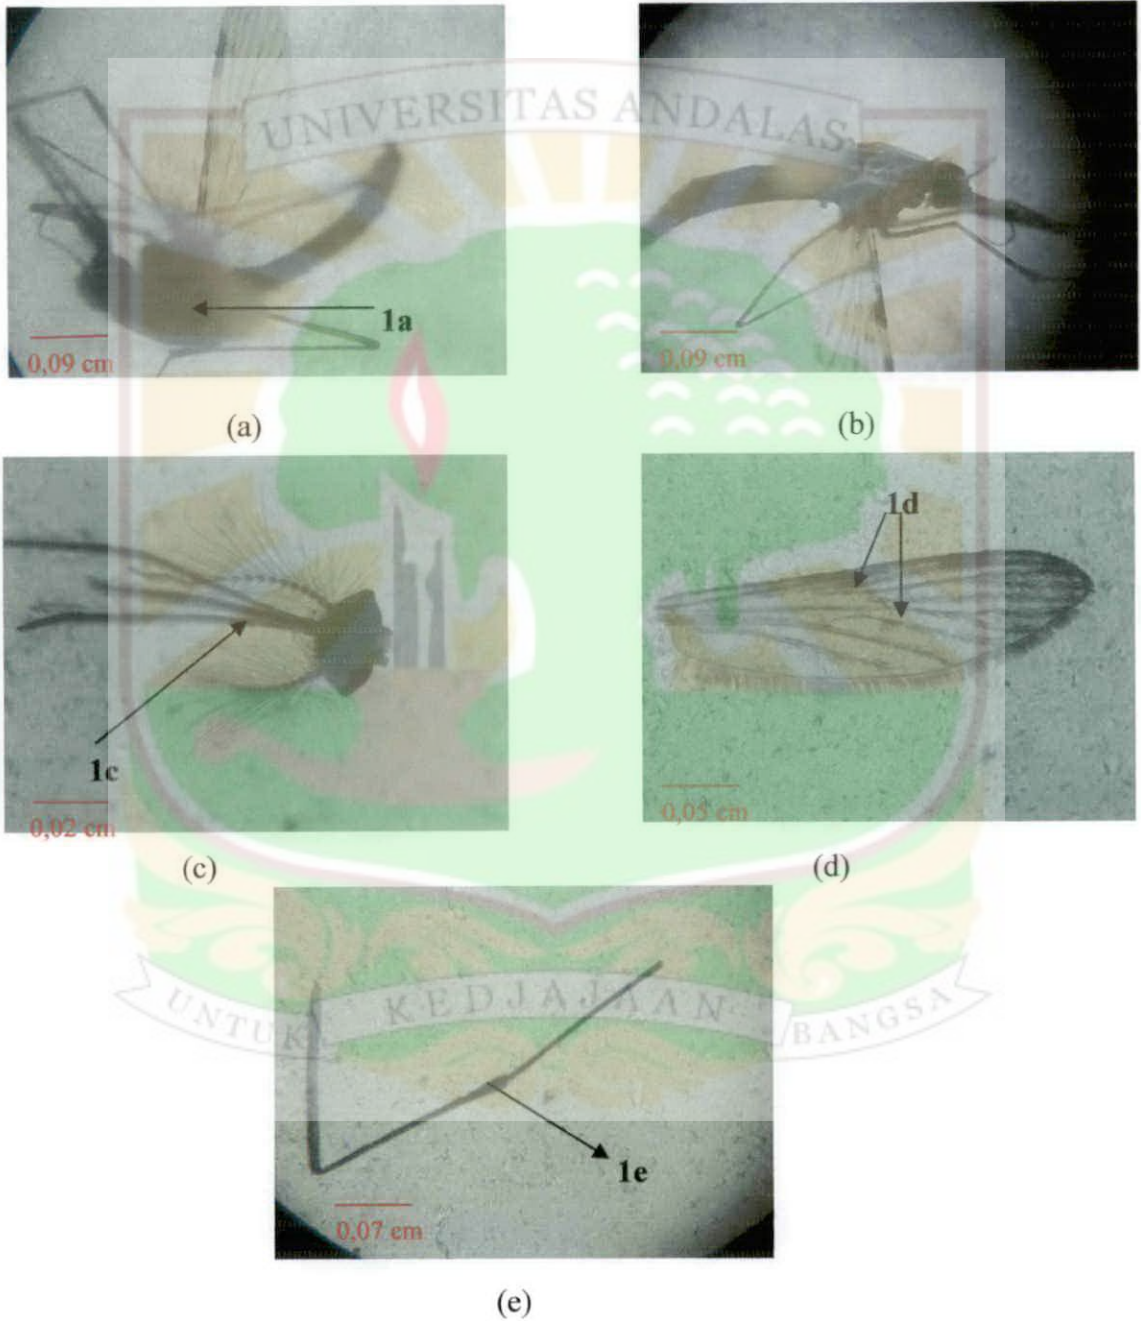 UNIVERSITAS ANDALAS
1a
0,09 cm
0,09 cm
(a)
(b)
1d
1c
0,02 cm
0,05 cm
(c)
(d)
UNTUK KEDJAJAAN BANGSA
1e
0,07 cm
(e)